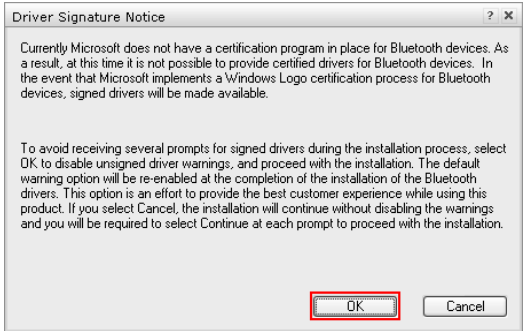 Driver Signature Notice
Currently Microsoft does not have a certification program in place for Bluetooth devices. As
a result, at this time it is not possible to provide certified drivers for Bluetooth devices. In
the event that Microsoft implements a Windows Logo certification process for Bluetooth
devices, signed drivers will be made available.
To avoid receiving several prompts for signed drivers during the installation process, select
OK to disable unsigned driver warnings, and proceed with the installation. The default
warning option will be re-enabled at the completion of the installation of the Bluetooth
drivers. This option is an effort to provide the best customer experience while using this
product. If you select Cancel, the installation will continue without disabling the warnings
and you will be required to select Continue at each prompt to proceed with the installation.
OK Cancel